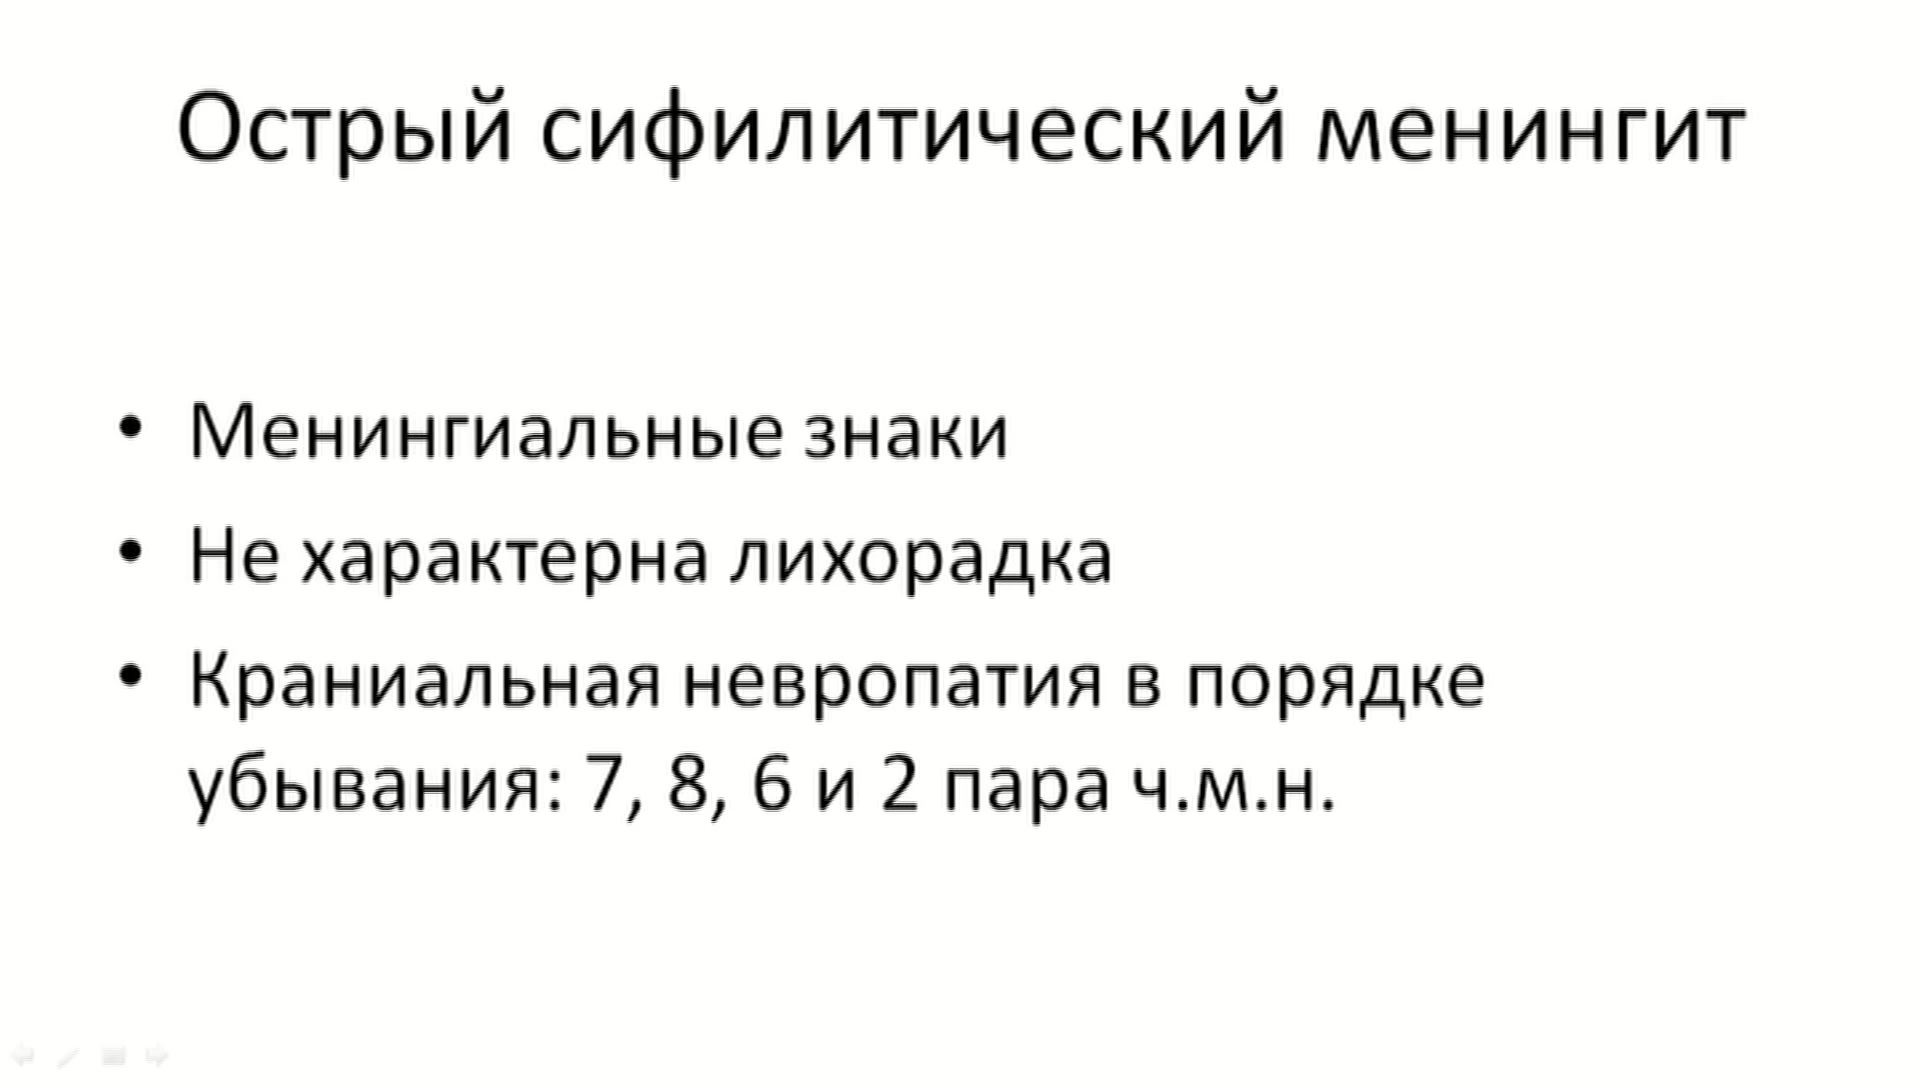 Острый сифилитический менингит
• Менингиальные знаки
• Не характерна лихорадка
• Краниальная невропатия в порядке
убывания: 7, 8, 6 и 2 пара ч.м.н.